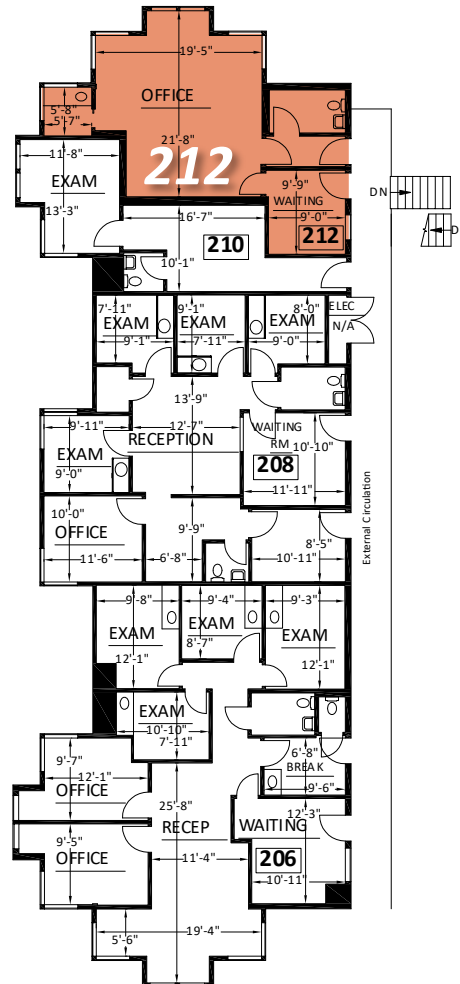 19'-5"
OFFICE
5'-8"
5'-7"
21'-8"
212
11'-8"
EXAM
13'-3"
9'-9"
WAITING
9'-0"
212
DN
D
16'-7"
210
10'-1"
7'-11"
EXAM
9'-1"
9'-1"
EXAM
7'-11"
8'-0"
EXAM
9'-0"
ELEC
N/A
13'-9"
12'-7"
RECEPTION
WAITING
RM
10'-10"
208
11'-11"
9'-11"
EXAM
9'-0"
External Circulation
10'-0"
OFFICE
11'-6"
9'-9"
6'-8"
8'-5"
10'-11"
9'-8"
EXAM
12'-1"
9'-4"
EXAM
8'-7"
9'-3"
EXAM
12'-1"
EXAM
10'-10"
7'-11"
6'-8"
BREAK
9'-6"
9'-7"
12'-1"
OFFICE
25'-8"
RECEP
11'-4"
12'-3"
WAITING
206
10'-11"
9'-5"
OFFICE
19'-4"
5'-6"